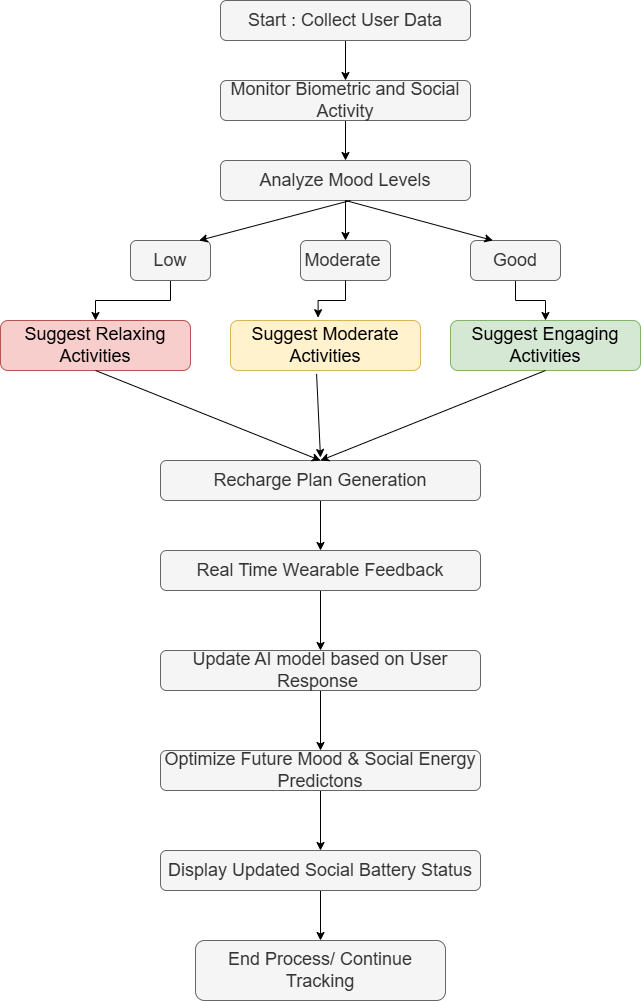 Start : Collect User Data
Monitor Biometric and Social
Activity
Analyze Mood Levels
Low
Moderate
Good
Suggest Relaxing
Activities
Suggest Moderate
Activities
Suggest Engaging
Activities
Recharge Plan Generation
Real Time Wearable Feedback
Update AI model based on User
Response
Optimize Future Mood & Social Energy
Predictons
Display Updated Social Battery Status
End Process/ Continue
Tracking